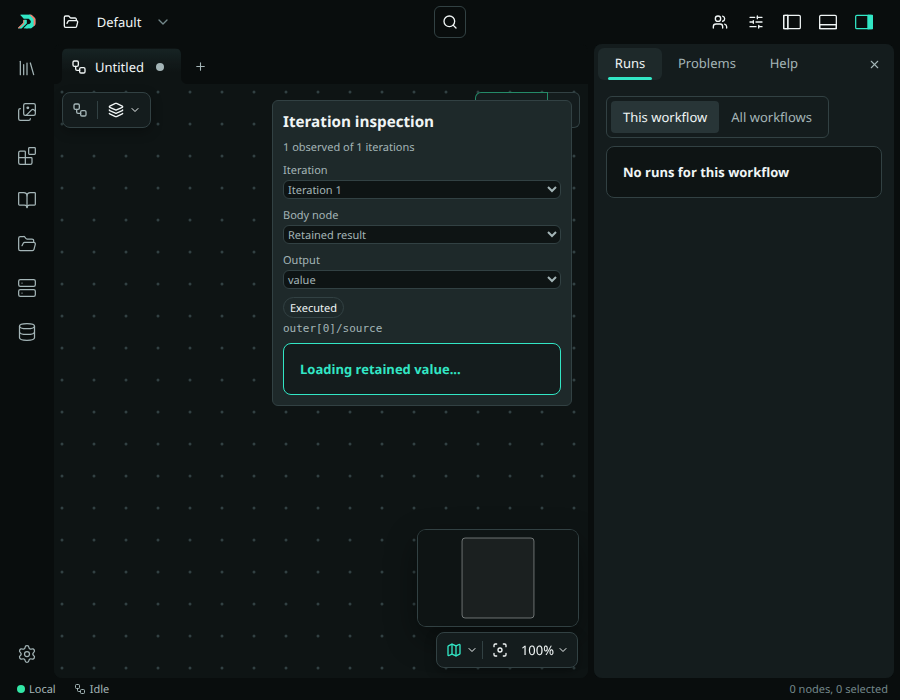 Default
Untitled
Runs
Problems
Help
This workflow
All workflows
No runs for this workflow
Iteration inspection
1 observed of 1 iterations
Iteration
Iteration 1
Body node
Retained result
Output
value
Executed
outer[0]/source
Loading retained value...
100%
Local
Idle
0 nodes, 0 selected